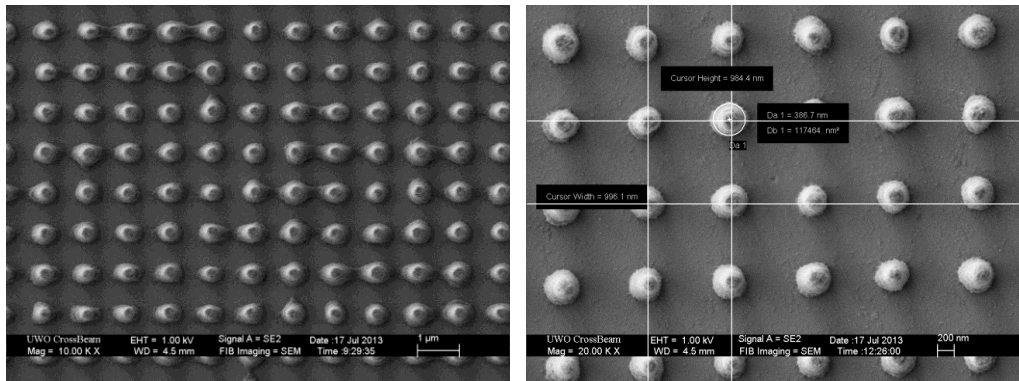 UWO CrossBeam
Mag = 10.00 K X
EHT = 1.00 kV
WD = 4.5 mm
Signal A = SE2
FIB Imaging = SEM
Date :17 Jul 2013
Time :9:29:35
1 µm
Cursor Height = 984.4 nm
Da 1 = 386.7 nm
Db 1 = 117464. nm²
Da 1
Cursor Width = 996.1 nm
UWO CrossBeam
Mag = 20.00 K X
EHT = 1.00 kV
WD = 4.5 mm
Signal A = SE2
FIB Imaging = SEM
Date :17 Jul 2013
Time :12:26:00
200 nm